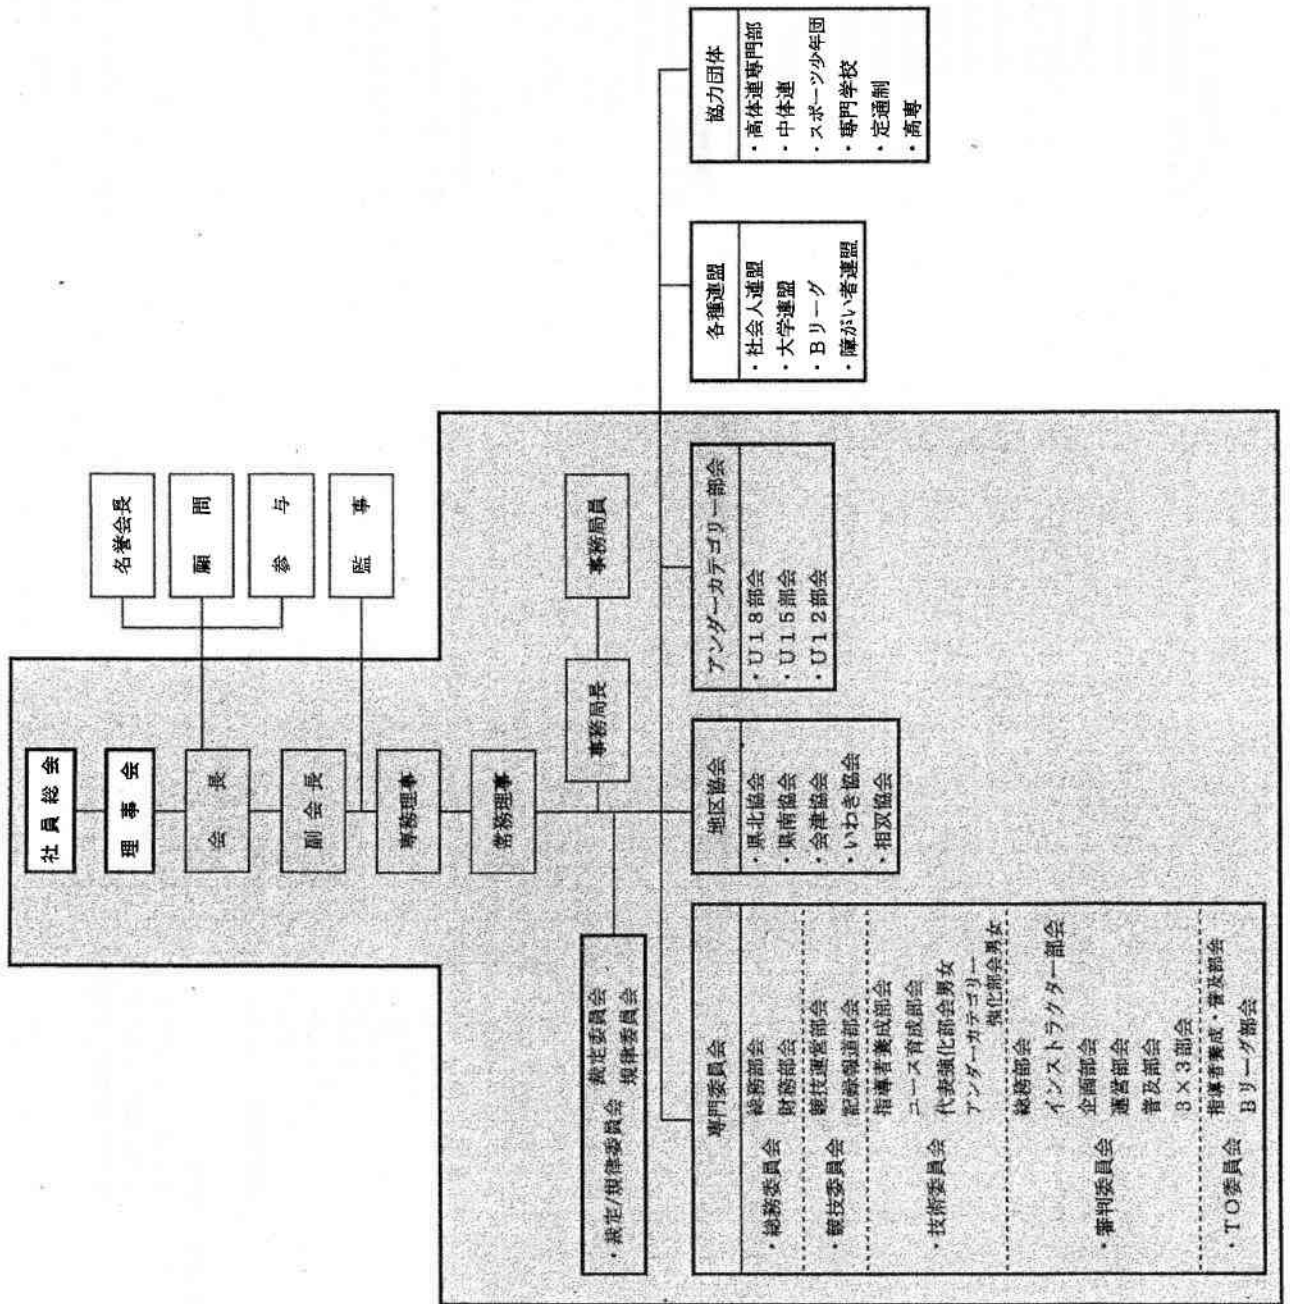 社員総会
理事会
会長
副会長
専務理事
常務理事
名誉会長
顧問
参与
監事
事務局長
事務局員
・裁定/規律委員会 裁定委員会
規律委員会
専門委員会
・総務委員会 総務部会
財務部会
・競技委員会 競技運営部会
記録報道部会
・技術委員会 指導者養成部会
ユース育成部会
代表強化部会男女
アンダーカテゴリー
強化部会男女
・審判委員会 総務部会
インストラクター部会
企画部会
運営部会
普及部会
3×3部会
・TO委員会 指導者養成・普及部会
Bリーグ部会
地区協会
・県北協会
・県南協会
・会津協会
・いわき協会
・相双協会
アンダーカテゴリー部会
・U18部会
・U15部会
・U12部会
各種連盟
・社会人連盟
・大学連盟
・Bリーグ
・障がい者連盟
協力団体
・高体連専門部
・中体連
・スポーツ少年団
・専門学校
・定通制
・高専